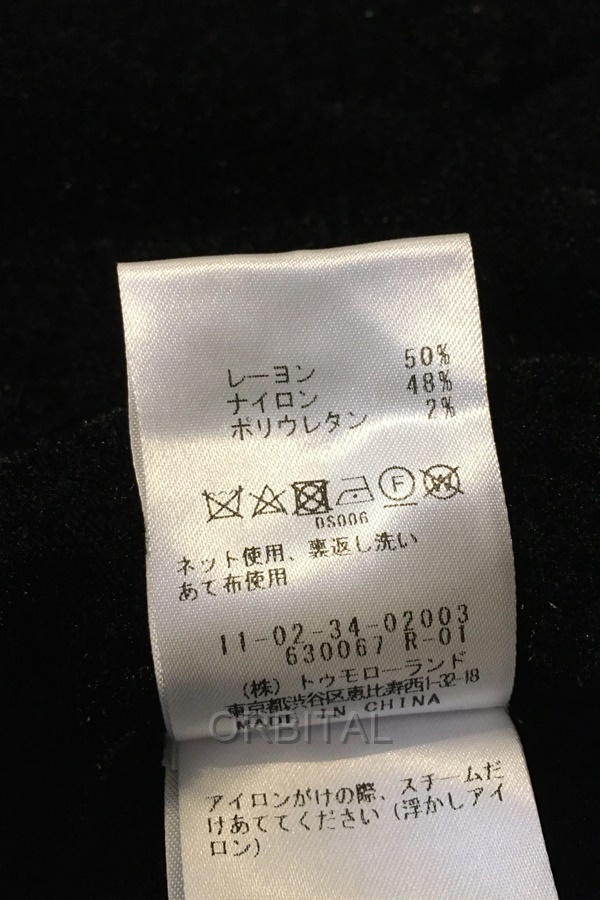 レーヨン 50%
ナイロン 48%
ポリウレタン 2%
F W
DS006
ネット使用、裏返し洗い
あて布使用
11-02-34-02003
630067 R-01
(株)トゥモローランド
東京都渋谷区恵比寿西1-32-18
MADE IN CHINA
ORBITAL
アイロンがけの際、スチームだ
けあててください(浮かしアイ
ロン)